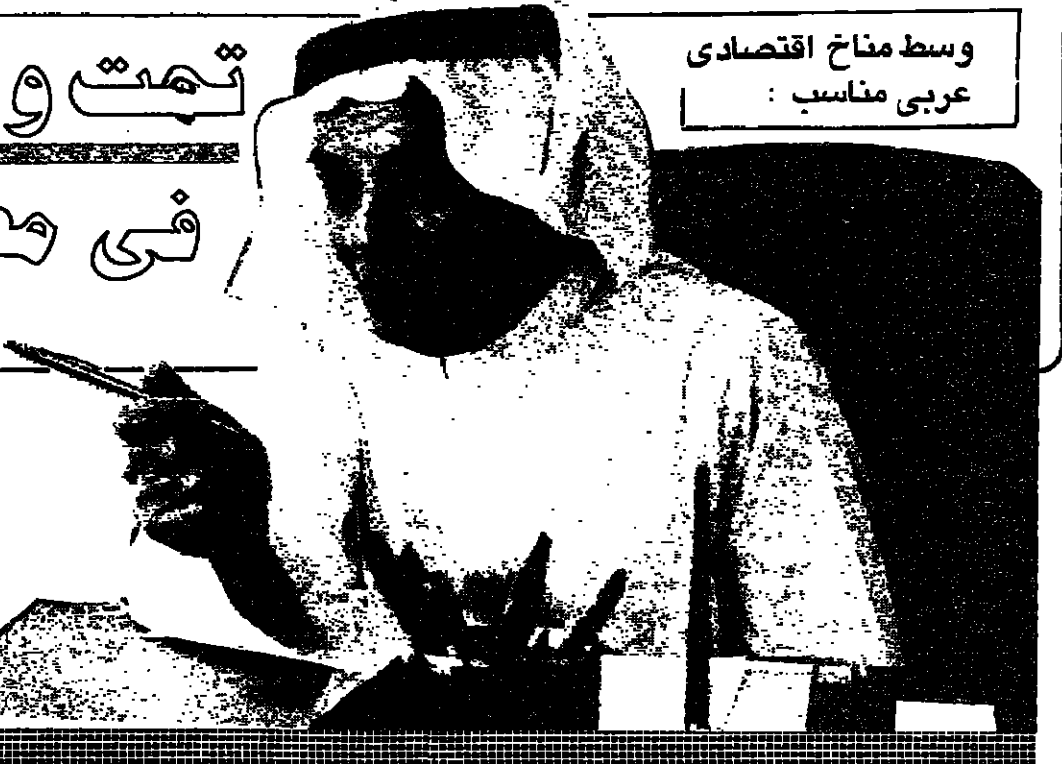 وسط مناخ اقتصادى
عربى مناسب :
تمت و
فى م